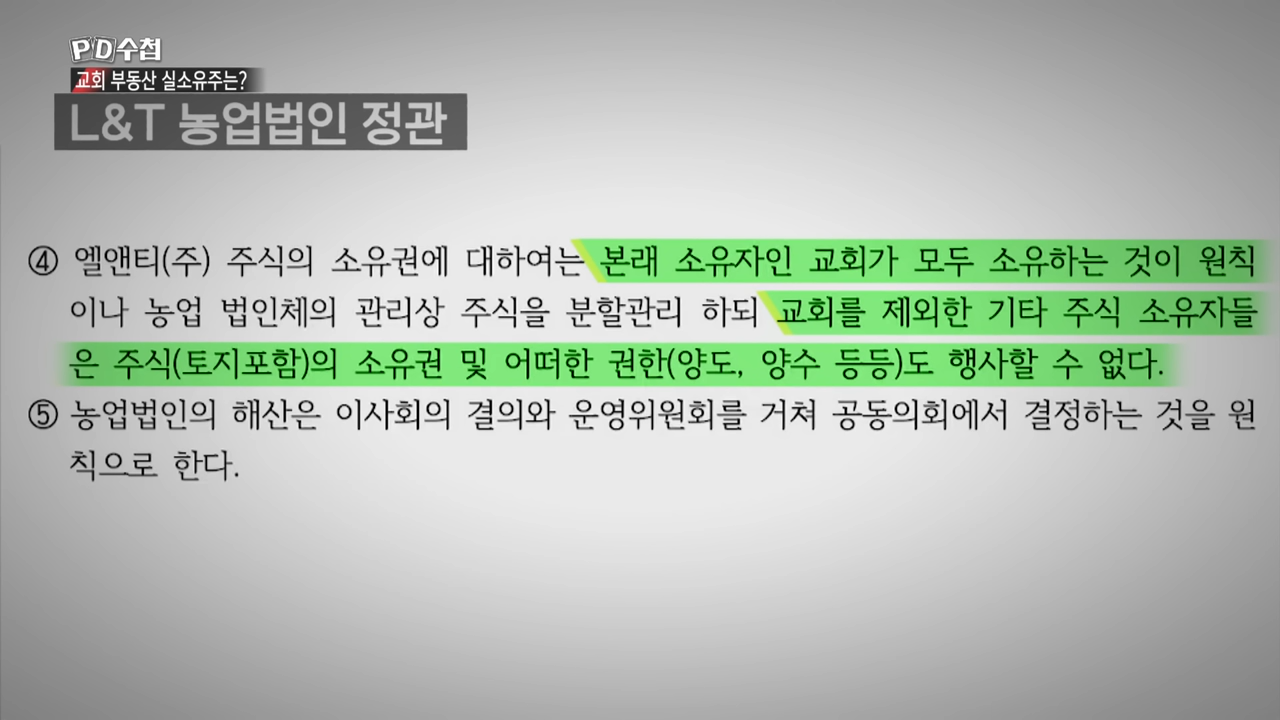 PD수첩
교회 부동산 실소유주는?
L&T 농업법인 정관
④ 엘앤티(주) 주식의 소유권에 대하여는 본래 소유자인 교회가 모두 소유하는 것이 원칙
이나 농업 법인체의 관리상 주식을 분할관리 하되 교회를 제외한 기타 주식 소유자들
은 주식(토지포함)의 소유권 및 어떠한 권한(양도, 양수 등등)도 행사할 수 없다.
⑤ 농업법인의 해산은 이사회의 결의와 운영위원회를 거쳐 공동의회에서 결정하는 것을 원
칙으로 한다.